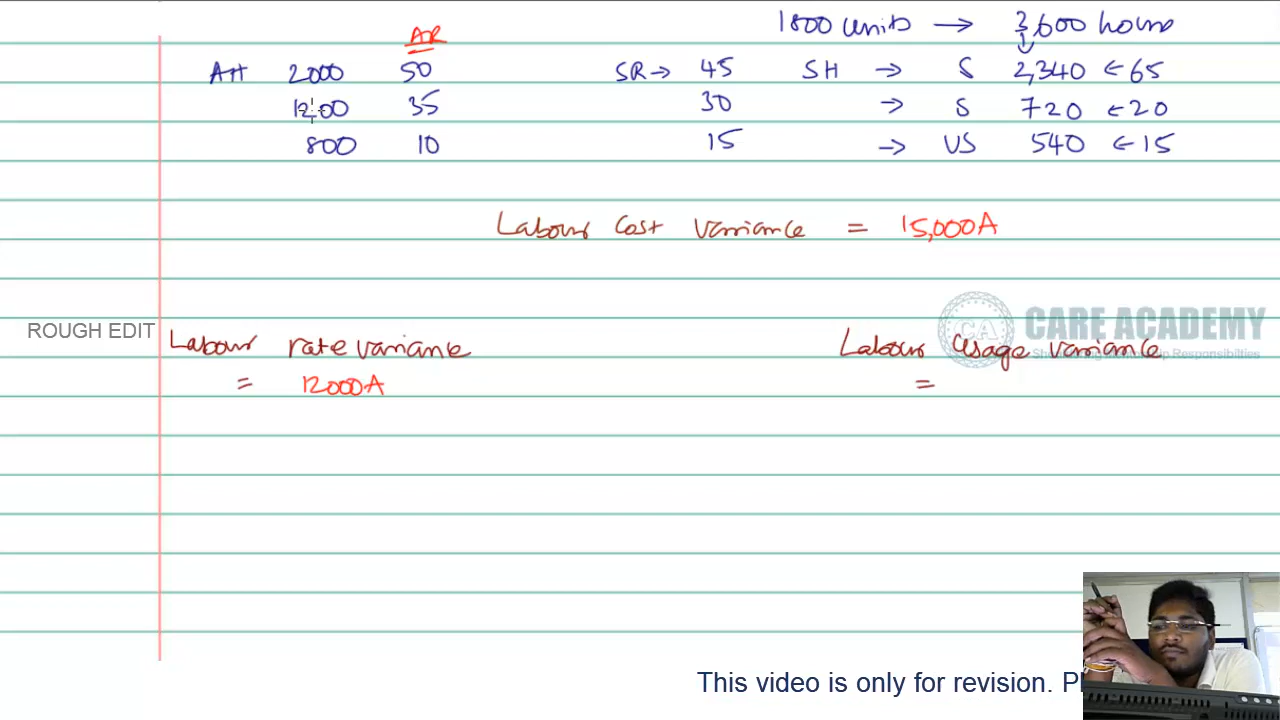 1800 units → 3,600 hours
AR
AH 2000 50 SR → 45 SH → S 2,340 ← 65
1200 35 30 → S 720 ← 20
800 10 15 → US 540 ← 15
Labour Cost variance = 15,000A
ROUGH EDIT
CARE ACADEMY
Labour rate variance Labour usage variance
= 12000A =
This video is only for revision. P